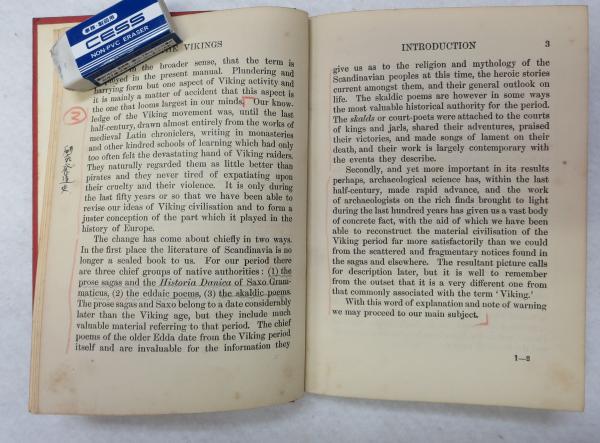 CESS
NON-PVC ERASER
THE VIKINGS
in the broader sense, that the term is
in the present manual. Plundering and
harrying form but one aspect of Viking activity and
it is mainly a matter of accident that this aspect is
the one that looms largest in our minds. Our know-
ledge of the Viking movement was, until the last
half-century, drawn almost entirely from the works of
medieval Latin chroniclers, writing in monasteries
and other kindred schools of learning which had only
too often felt the devastating hand of Viking raiders.
They naturally regarded them as little better than
pirates and they never tired of expatiating upon
their cruelty and their violence. It is only during
the last fifty years or so that we have been able to
revise our ideas of Viking civilisation and to form a
juster conception of the part which it played in the
history of Europe.
The change has come about chiefly in two ways.
In the first place the literature of Scandinavia is no
longer a sealed book to us. For our period there
are three chief groups of native authorities: (1) the
prose sagas and the Historia Danica of Saxo Gram-
maticus, (2) the eddaic poems, (3) the skaldic poems.
The prose sagas and Saxo belong to a date considerably
later than the Viking age, but they include much
valuable material referring to that period. The chief
poems of the older Edda date from the Viking period
itself and are invaluable for the information they
INTRODUCTION 3
give us as to the religion and mythology of the
Scandinavian peoples at this time, the heroic stories
current amongst them, and their general outlook on
life. The skaldic poems are however in some ways
the most valuable historical authority for the period.
The skalds or court-poets were attached to the courts
of kings and jarls, shared their adventures, praised
their victories, and made songs of lament on their
death, and their work is largely contemporary with
the events they describe.
Secondly, and yet more important in its results
perhaps, archaeological science has, within the last
half-century, made rapid advance, and the work
of archaeologists on the rich finds brought to light
during the last hundred years has given us a vast body
of concrete fact, with the aid of which we have been
able to reconstruct the material civilisation of the
Viking period far more satisfactorily than we could
from the scattered and fragmentary notices found in
the sagas and elsewhere. The resultant picture calls
for description later, but it is well to remember
from the outset that it is a very different one from
that commonly associated with the term 'Viking.'
With this word of explanation and note of warning
we may proceed to our main subject.
1—2